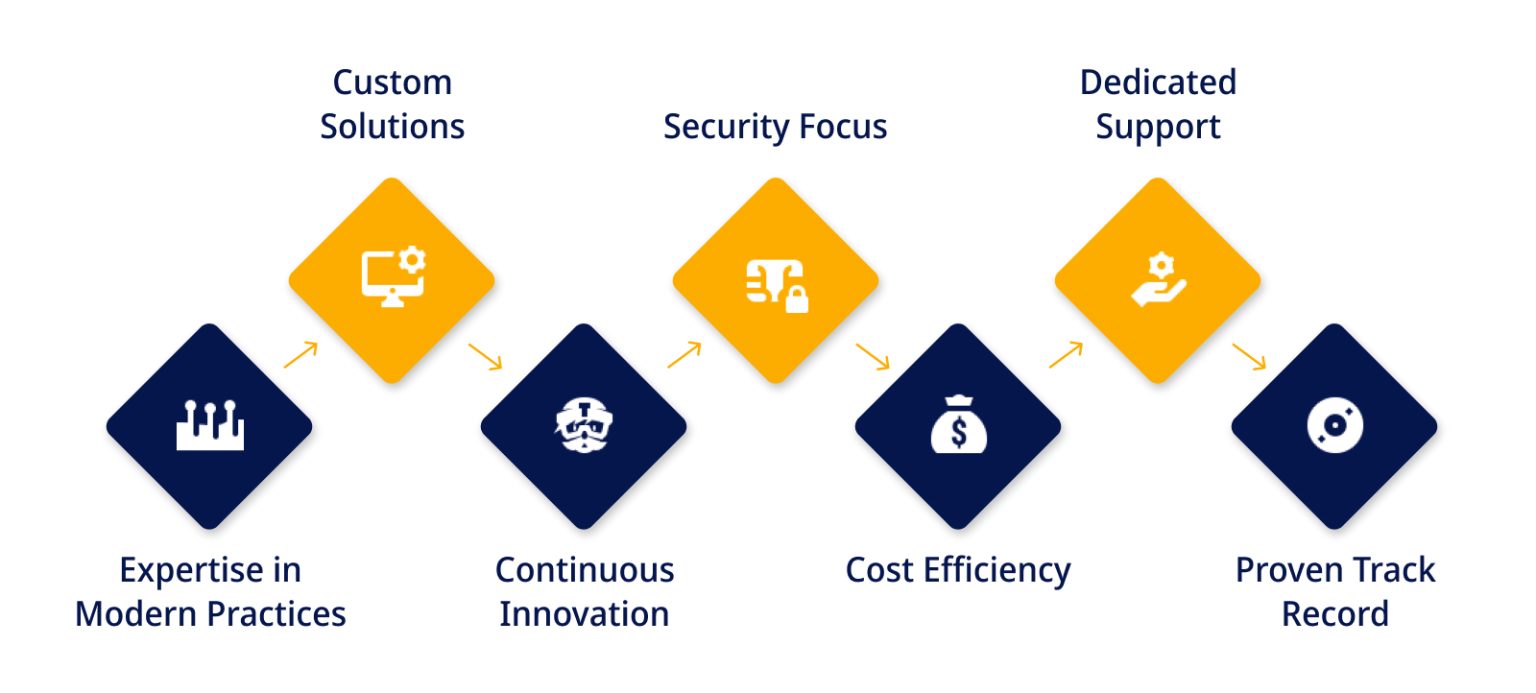 Custom
Solutions
Security Focus
Dedicated
Support
Expertise in
Modern Practices
Continuous
Innovation
Cost Efficiency
Proven Track
Record